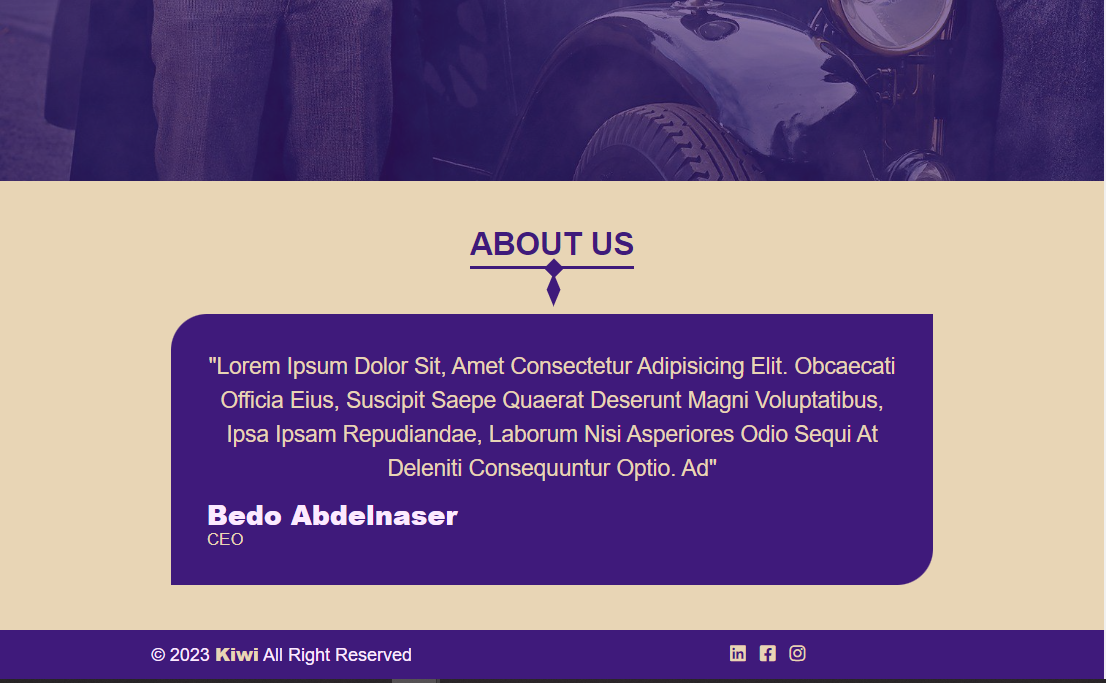 ABOUT US
"Lorem Ipsum Dolor Sit, Amet Consectetur Adipisicing Elit. Obcaecati
Officia Eius, Suscipit Saepe Quaerat Deserunt Magni Voluptatibus,
Ipsa Ipsam Repudiandae, Laborum Nisi Asperiores Odio Sequi At
Deleniti Consequuntur Optio. Ad"
Bedo Abdelnaser
CEO
© 2023 Kiwi All Right Reserved